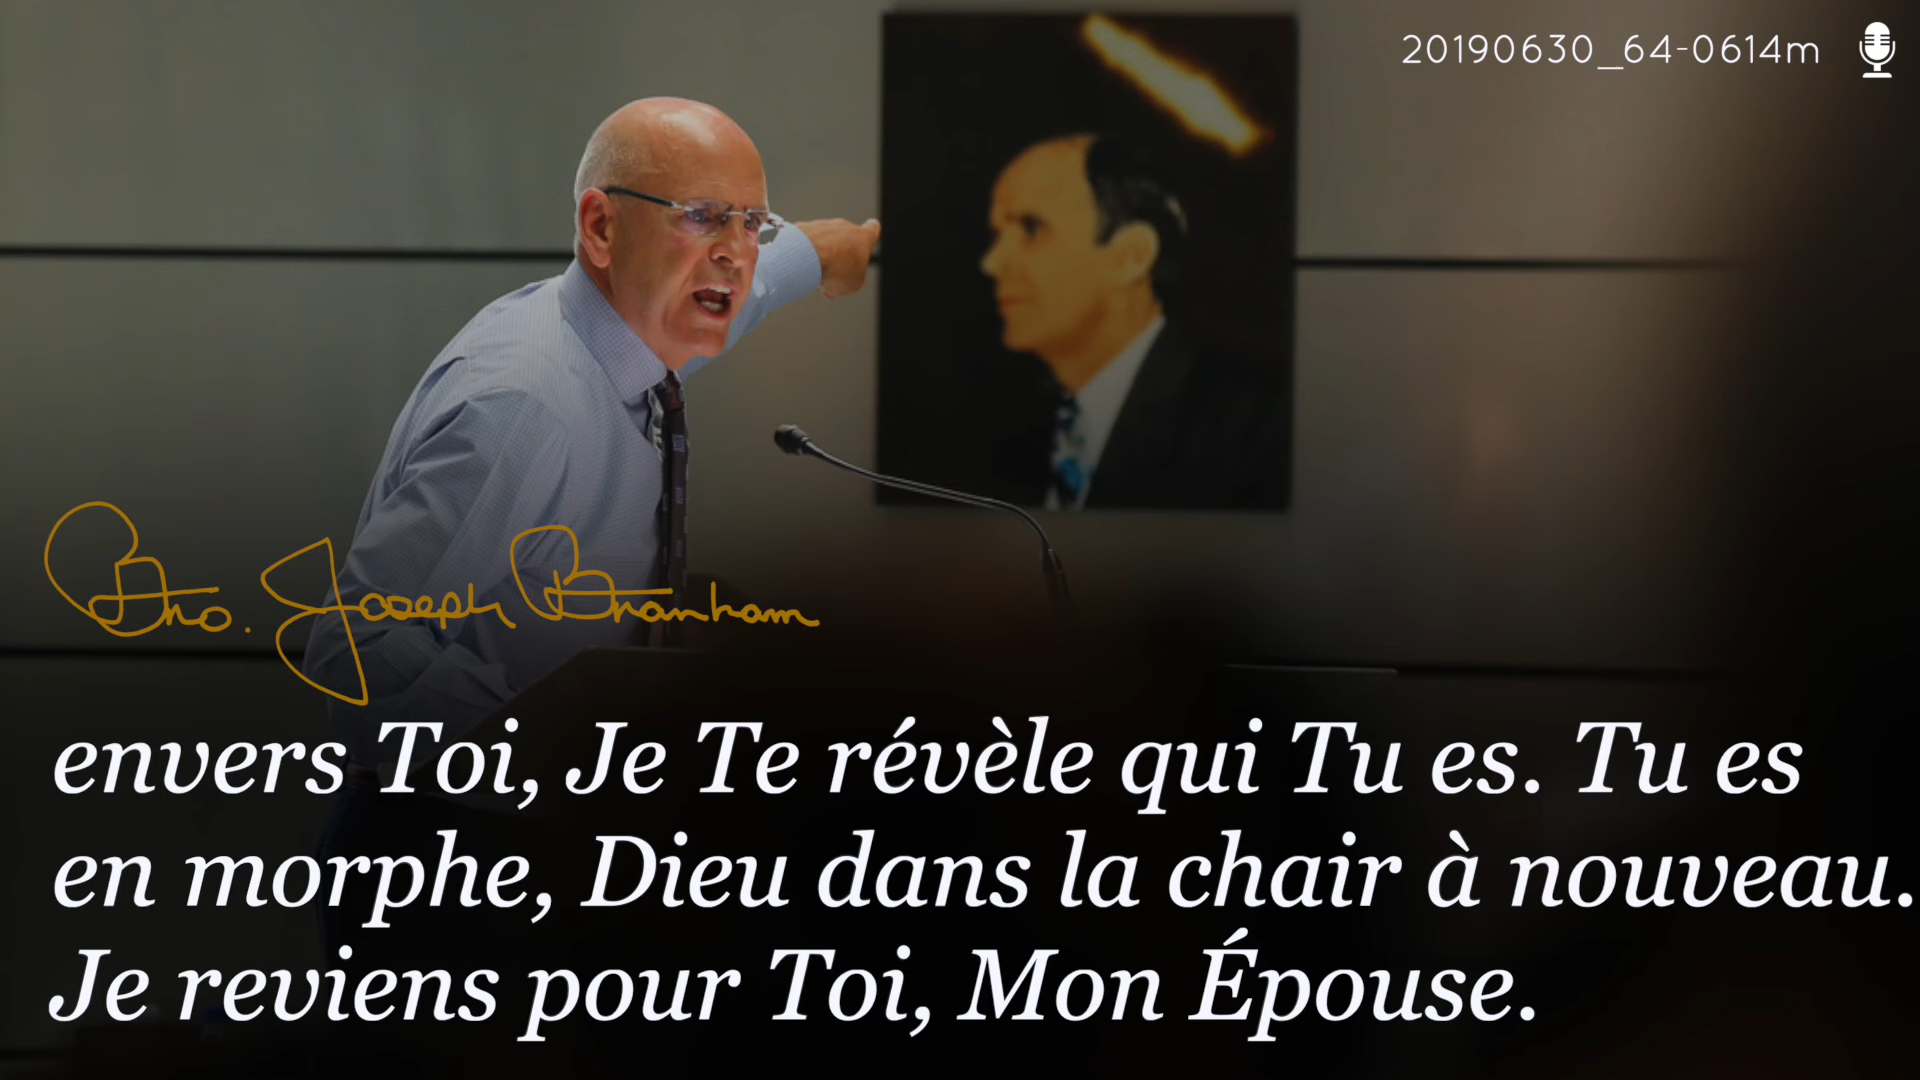 20190630_64-0614m
Bro. Joseph Branham
envers Toi, Je Te révèle qui Tu es. Tu es
en morphe, Dieu dans la chair à nouveau.
Je reviens pour Toi, Mon Épouse.